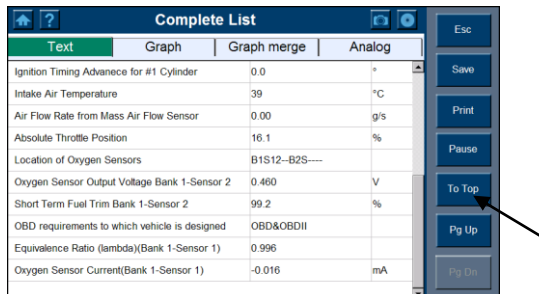 ? Complete List
Text Graph Graph merge Analog
Ignition Timing Advanece for #1 Cylinder 0.0 °
Intake Air Temperature 39 °C
Air Flow Rate from Mass Air Flow Sensor 0.00 g/s
Absolute Throttle Position 16.1 %
Location of Oxygen Sensors B1S12--B2S----
Oxygen Sensor Output Voltage Bank 1-Sensor 2 0.460 V
Short Term Fuel Trim Bank 1-Sensor 2 99.2 %
OBD requirements to which vehicle is designed OBD&OBDII
Equivalence Ratio (lambda)(Bank 1-Sensor 1) 0.996
Oxygen Sensor Current(Bank 1-Sensor 1) -0.016 mA
Esc
Save
Print
Pause
To Top
Pg Up
Pg Dn